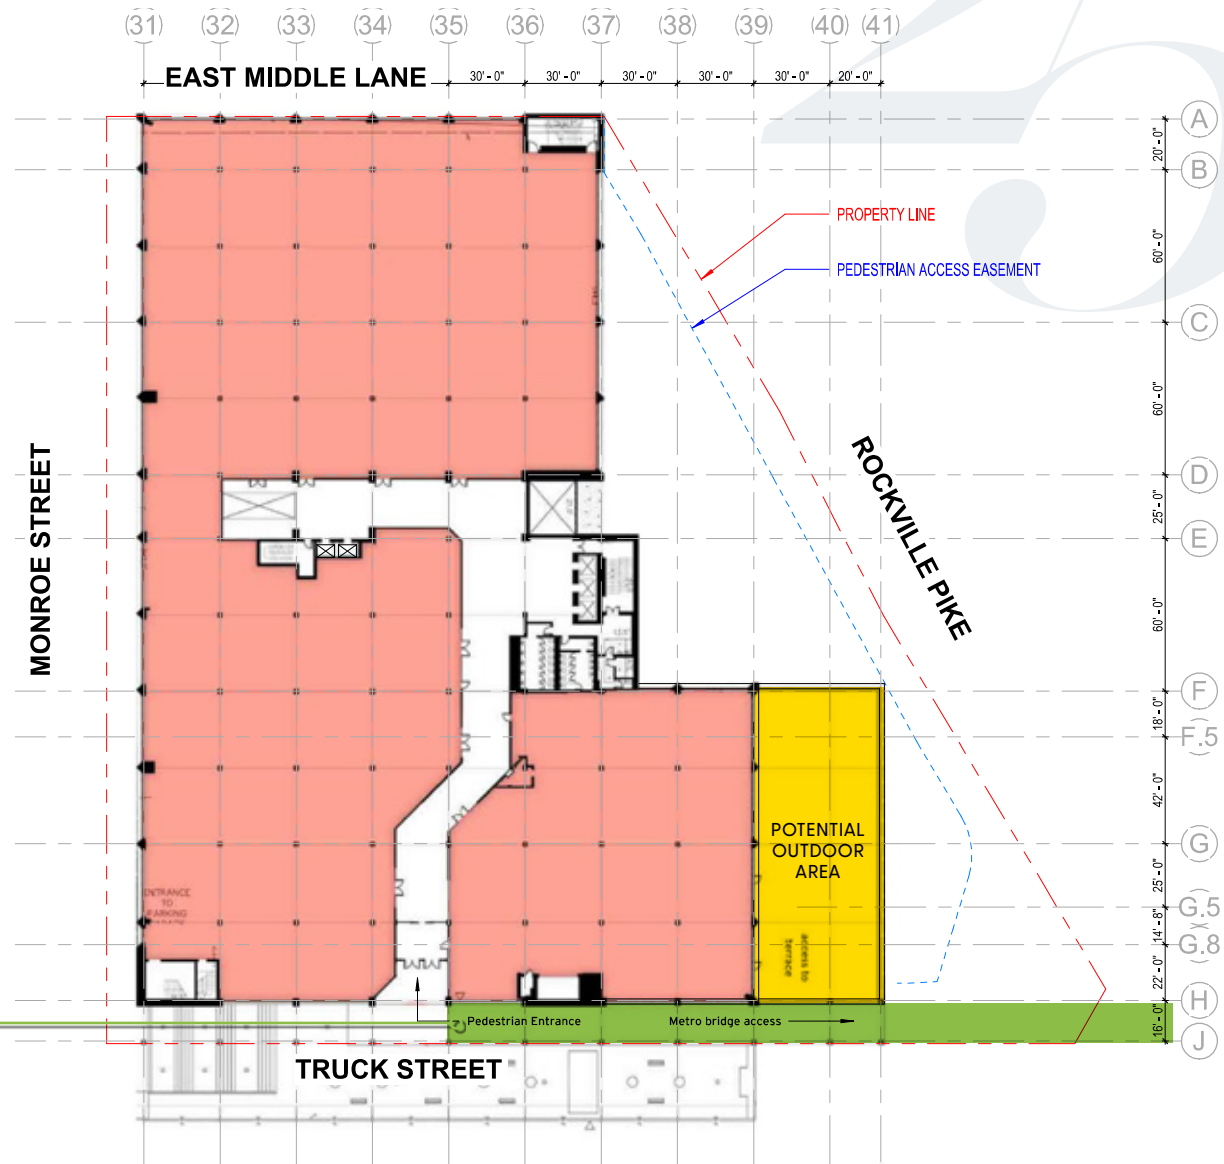 (31) (32) (33) (34) (35) (36) (37) (38) (39) (40) (41)
EAST MIDDLE LANE
30' - 0" 30' - 0" 30' - 0" 30' - 0" 30' - 0" 20' - 0"
A
20' - 0"
B
PROPERTY LINE
60' - 0"
PEDESTRIAN ACCESS EASEMENT
C
60' - 0"
MONROE STREET
ROCKVILLE PIKE
D
25' - 0"
E
60' - 0"
F
18' - 0"
F.5
42' - 0"
POTENTIAL
OUTDOOR
AREA
G
25' - 0"
ENTRANCE
TO
PARKING
G.5
14' - 8"
G.8
access to
terrace
22' - 0"
H
Pedestrian Entrance
Metro bridge access
16' - 0"
J
TRUCK STREET